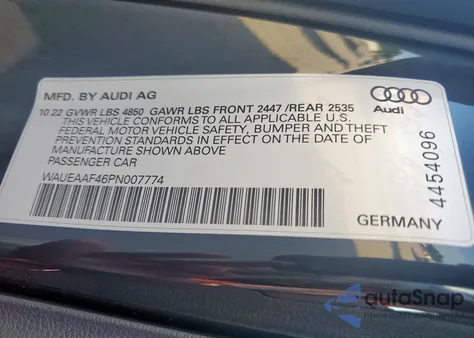 MFD. BY AUDI AG
10 22 GVWR LBS 4850 GAWR LBS FRONT 2447 /REAR 2535
THIS VEHICLE CONFORMS TO ALL APPLICABLE U.S.
FEDERAL MOTOR VEHICLE SAFETY, BUMPER AND THEFT
PREVENTION STANDARDS IN EFFECT ON THE DATE OF
MANUFACTURE SHOWN ABOVE
PASSENGER CAR
WAUEAAF46PN007774
Audi
4454096
GERMANY
autoSnap